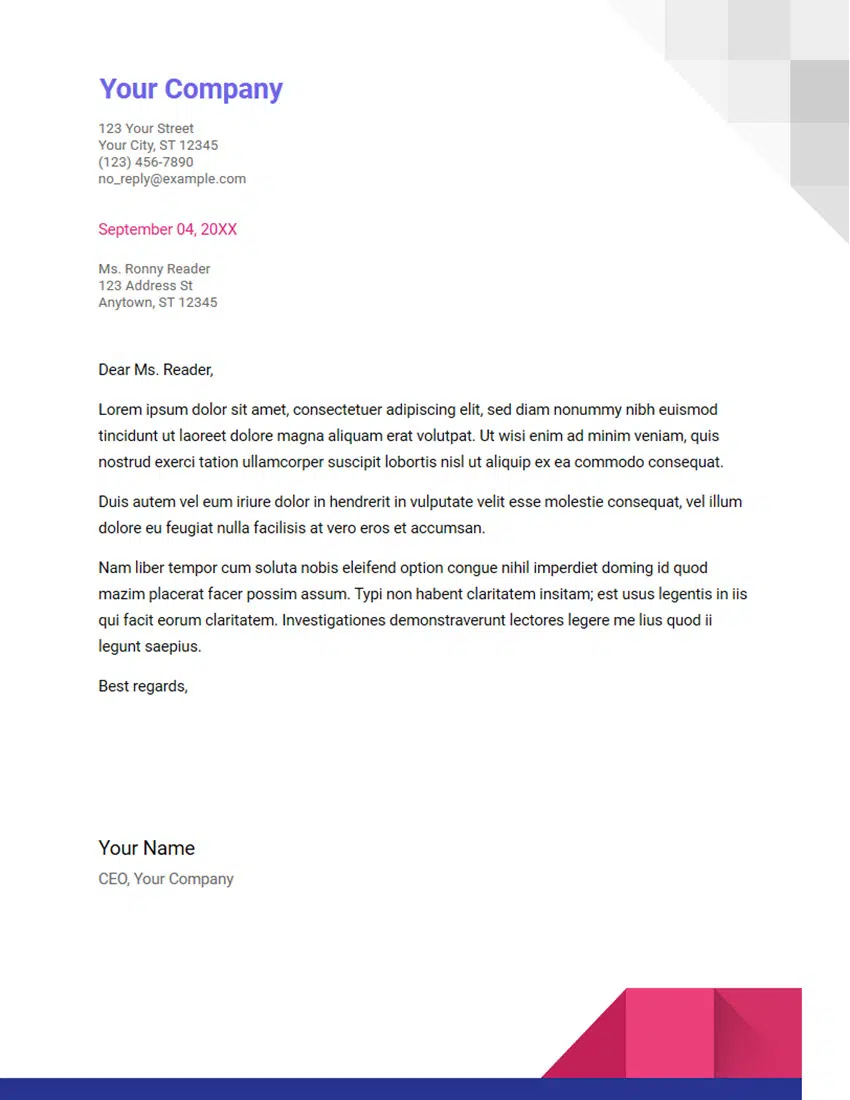 Your Company
123 Your Street
Your City, ST 12345
(123) 456-7890
no_reply@example.com
September 04, 20XX
Ms. Ronny Reader
123 Address St
Anytown, ST 12345
Dear Ms. Reader,
Lorem ipsum dolor sit amet, consectetuer adipiscing elit, sed diam nonummy nibh euismod
tincidunt ut laoreet dolore magna aliquam erat volutpat. Ut wisi enim ad minim veniam, quis
nostrud exerci tation ullamcorper suscipit lobortis nisl ut aliquip ex ea commodo consequat.
Duis autem vel eum iriure dolor in hendrerit in vulputate velit esse molestie consequat, vel illum
dolore eu feugiat nulla facilisis at vero eros et accumsan.
Nam liber tempor cum soluta nobis eleifend option congue nihil imperdiet doming id quod
mazim placerat facer possim assum. Typi non habent claritatem insitam; est usus legentis in iis
qui facit eorum claritatem. Investigationes demonstraverunt lectores legere me lius quod ii
legunt saepius.
Best regards,
Your Name
CEO, Your Company